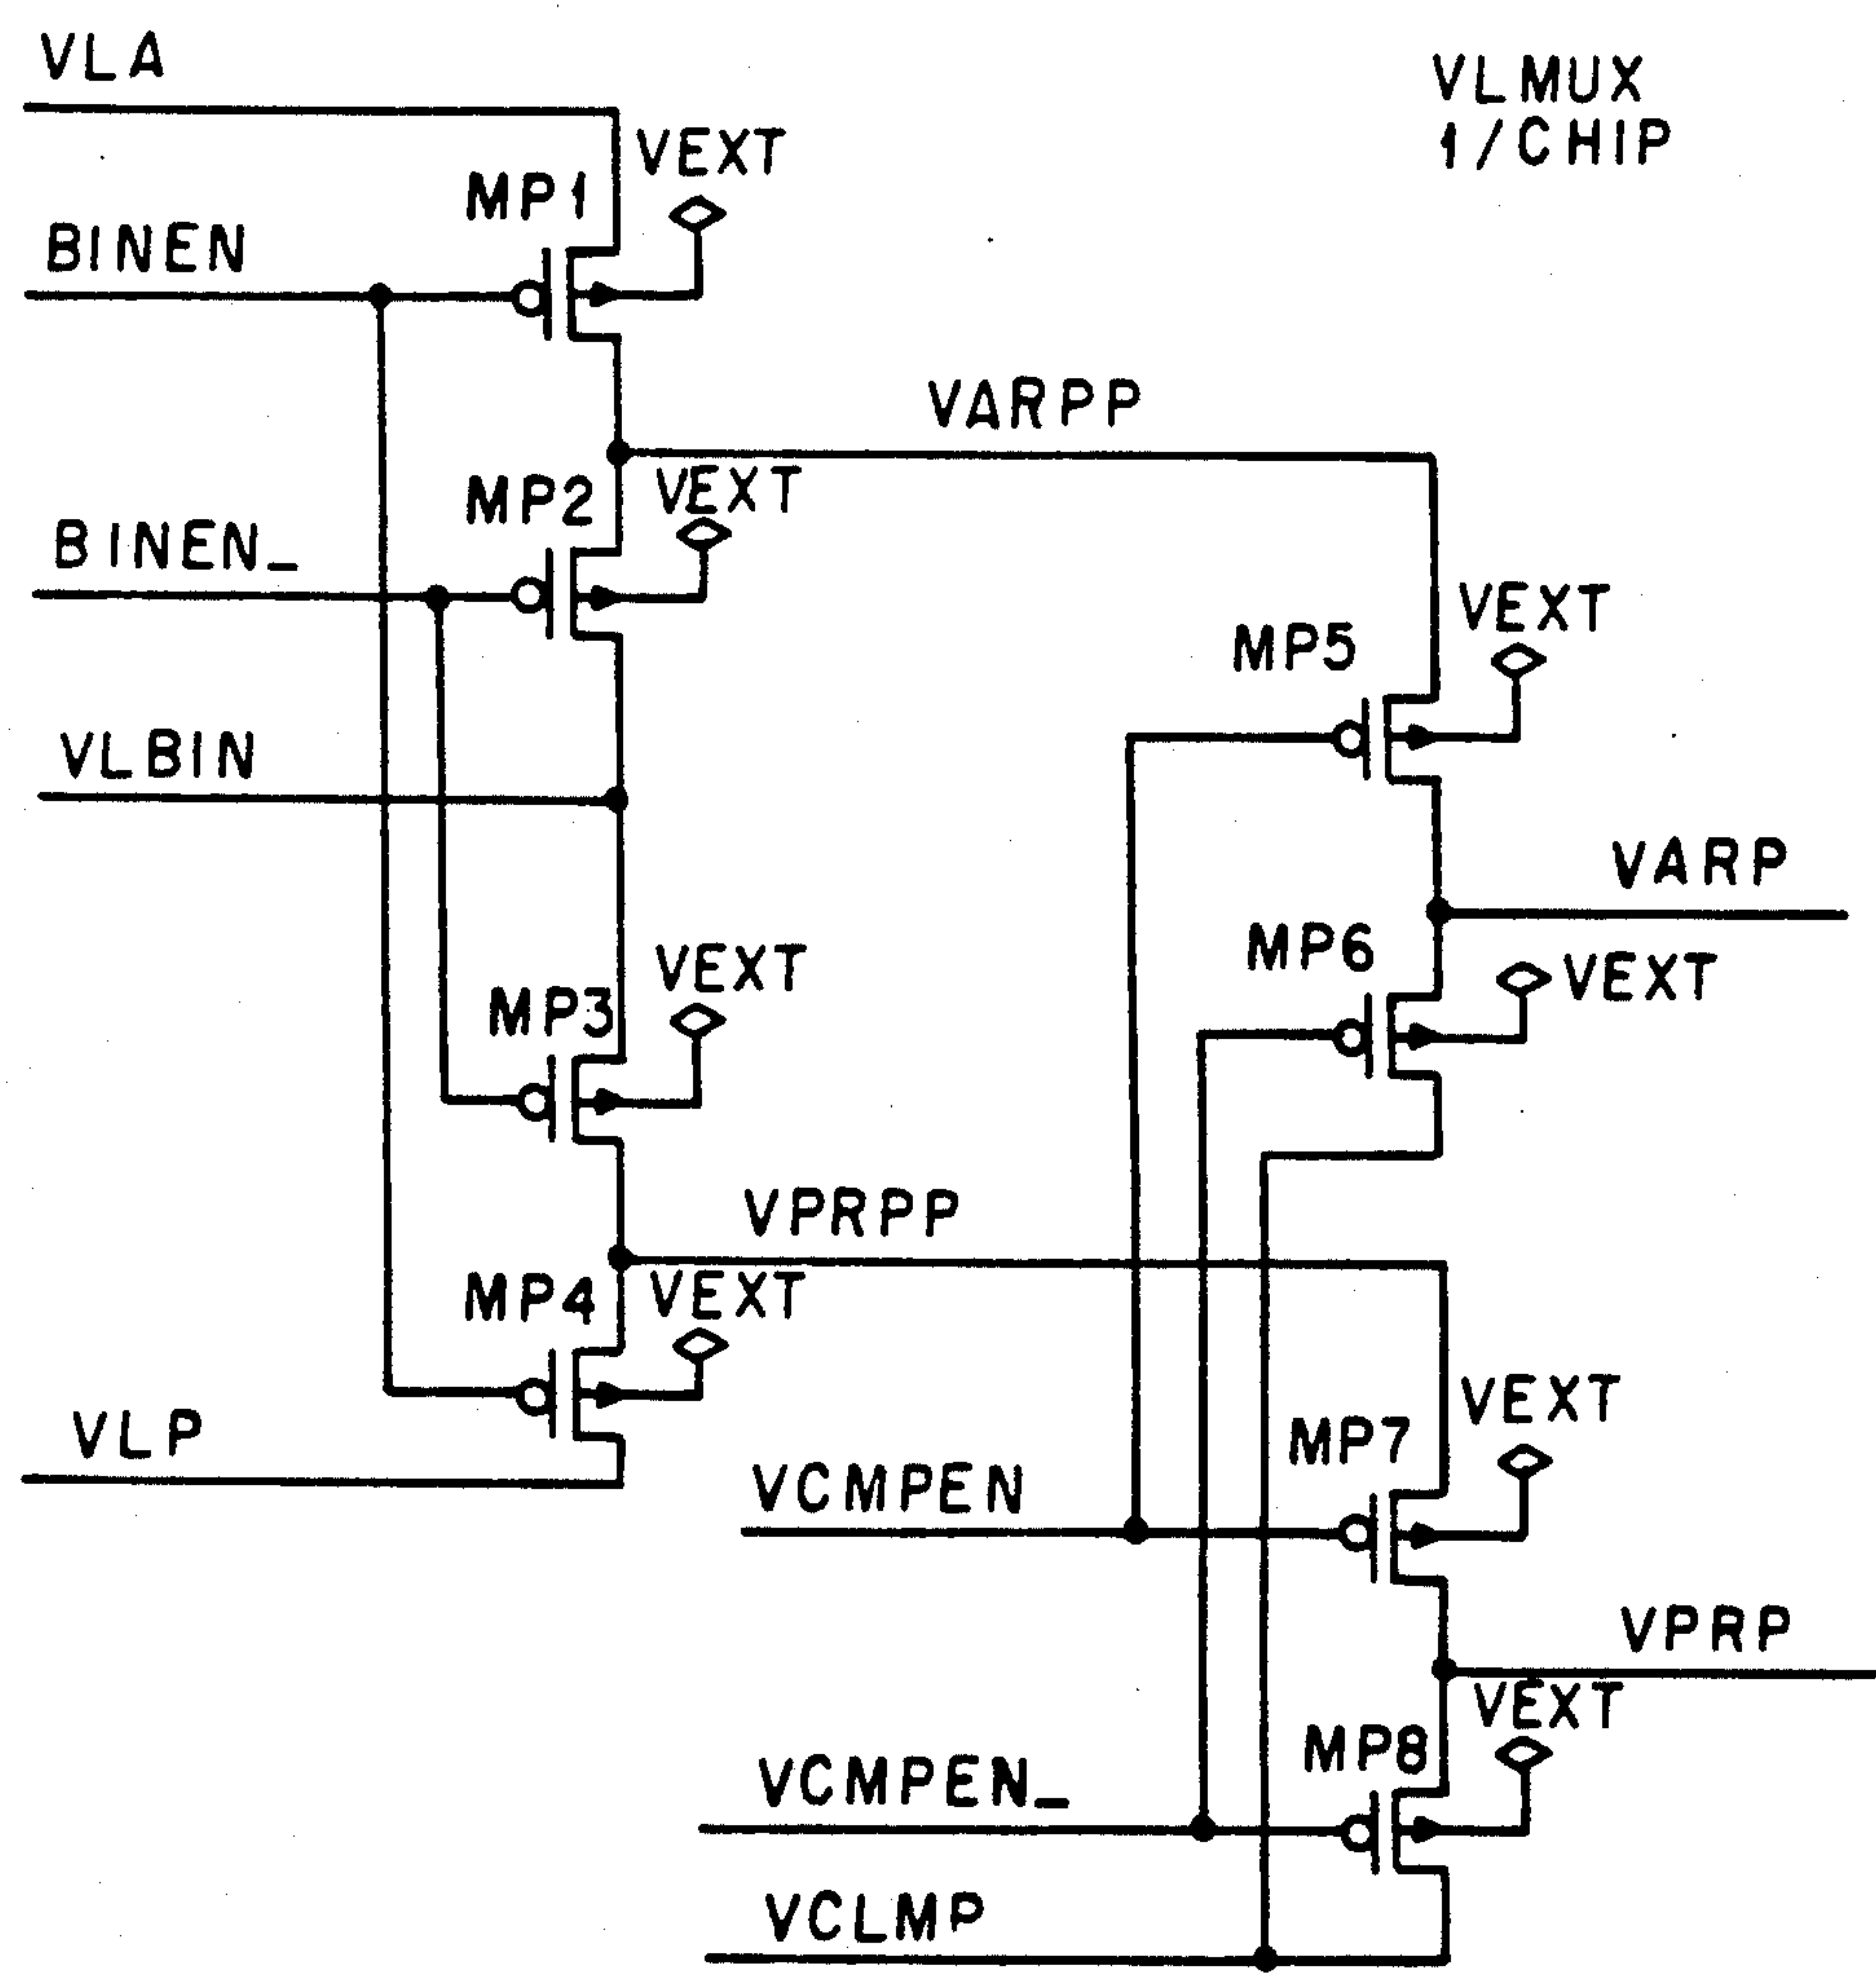 VLA
VLMUX
1/CHIP
VEXT
MP1
BINEN
VARPP
MP2
VEXT
BINEN_
VEXT
MP5
VLBIN
VARP
MP6
VEXT
VEXT
MP3
VPRPP
MP4
VEXT
VEXT
VLP
MP7
VCMPEN
VPRP
VEXT
MP8
VCMPEN_
VCLMP